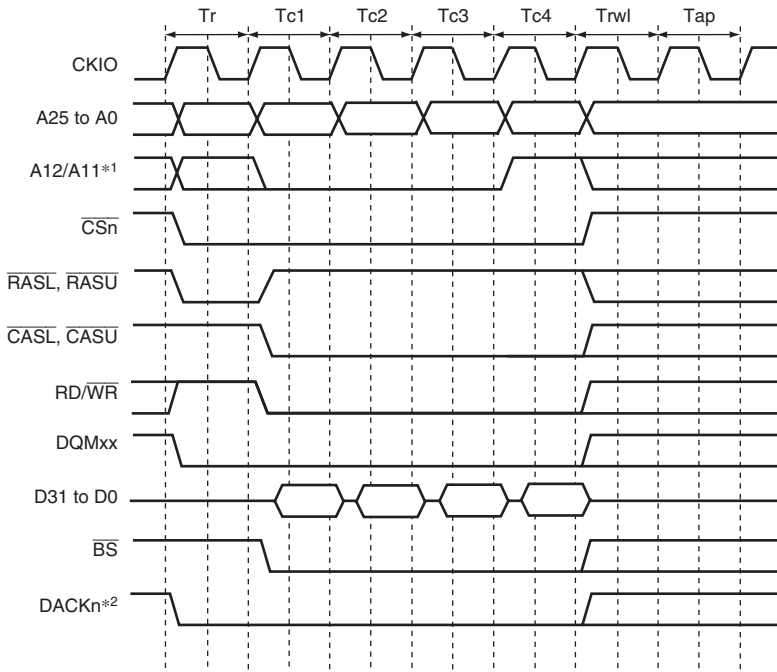 Tr Tc1 Tc2 Tc3 Tc4 Trwl Tap
CKIO
A25 to A0
A12/A11*1
CSn
RASL, RASU
CASL, CASU
RD/WR
DQMxx
D31 to D0
BS
DACKn*2